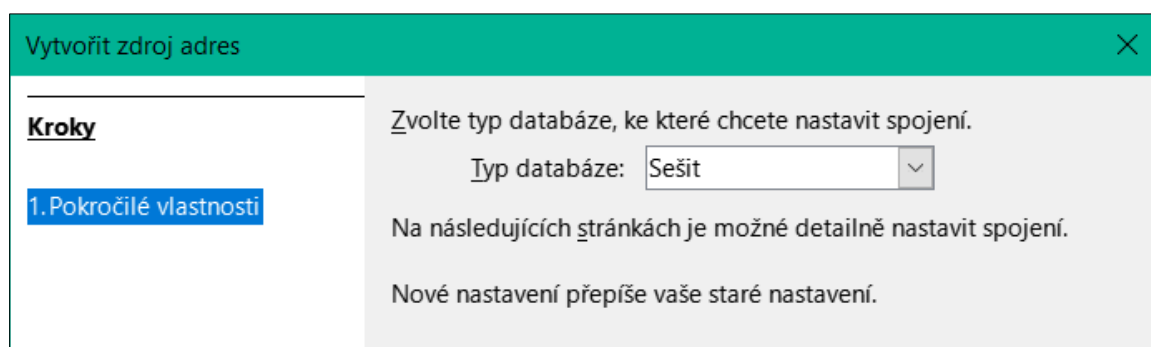 Vytvořit zdroj adres
Kroky
1.Pokročilé vlastnosti
Zvolte typ databáze, ke které chcete nastavit spojení.
Typ databáze: Sešit
Na následujících stránkách je možné detailně nastavit spojení.
Nové nastavení přepíše vaše staré nastavení.